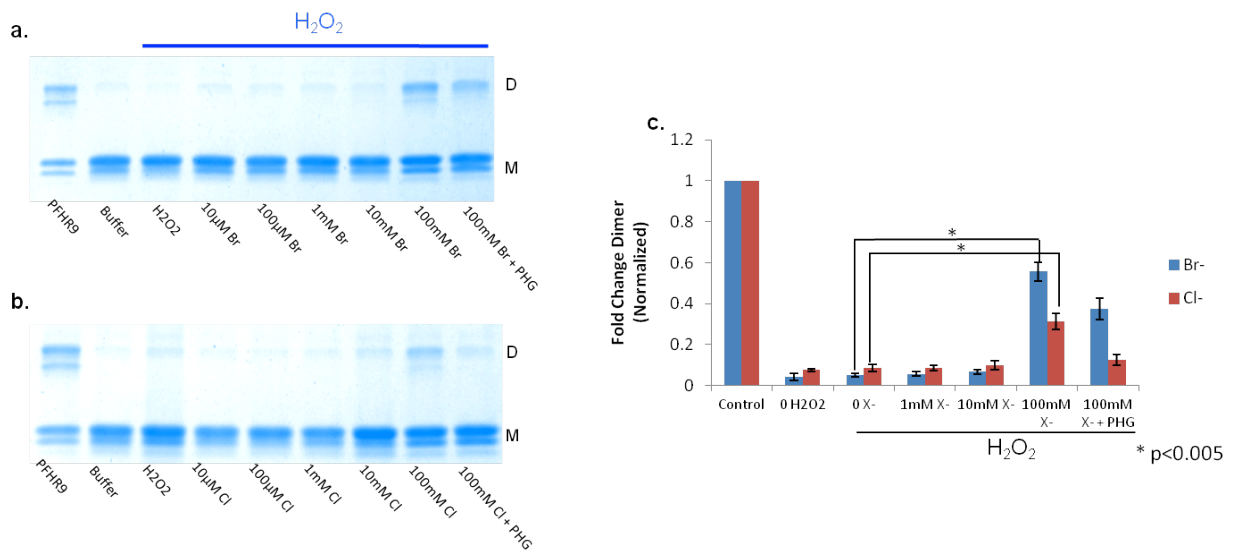 a.
H₂O₂
D
M
PFHR9
Buffer
H2O2
10µM Br
100µM Br
1mM Br
10mM Br
100mM Br
100mM Br + PHG
b.
D
M
PFHR9
Buffer
H2O2
10µM Cl
100µM Cl
1mM Cl
10mM Cl
100mM Cl
100mM Cl + PHG
c.
Fold Change Dimer
(Normalized)
1.2
1
0.8
0.6
0.4
0.2
0
*
*
Br-
Cl-
Control
0 H2O2
0 X-
1mM X-
10mM X-
100mM
X-
100mM
X- + PHG
H₂O₂
* p<0.005